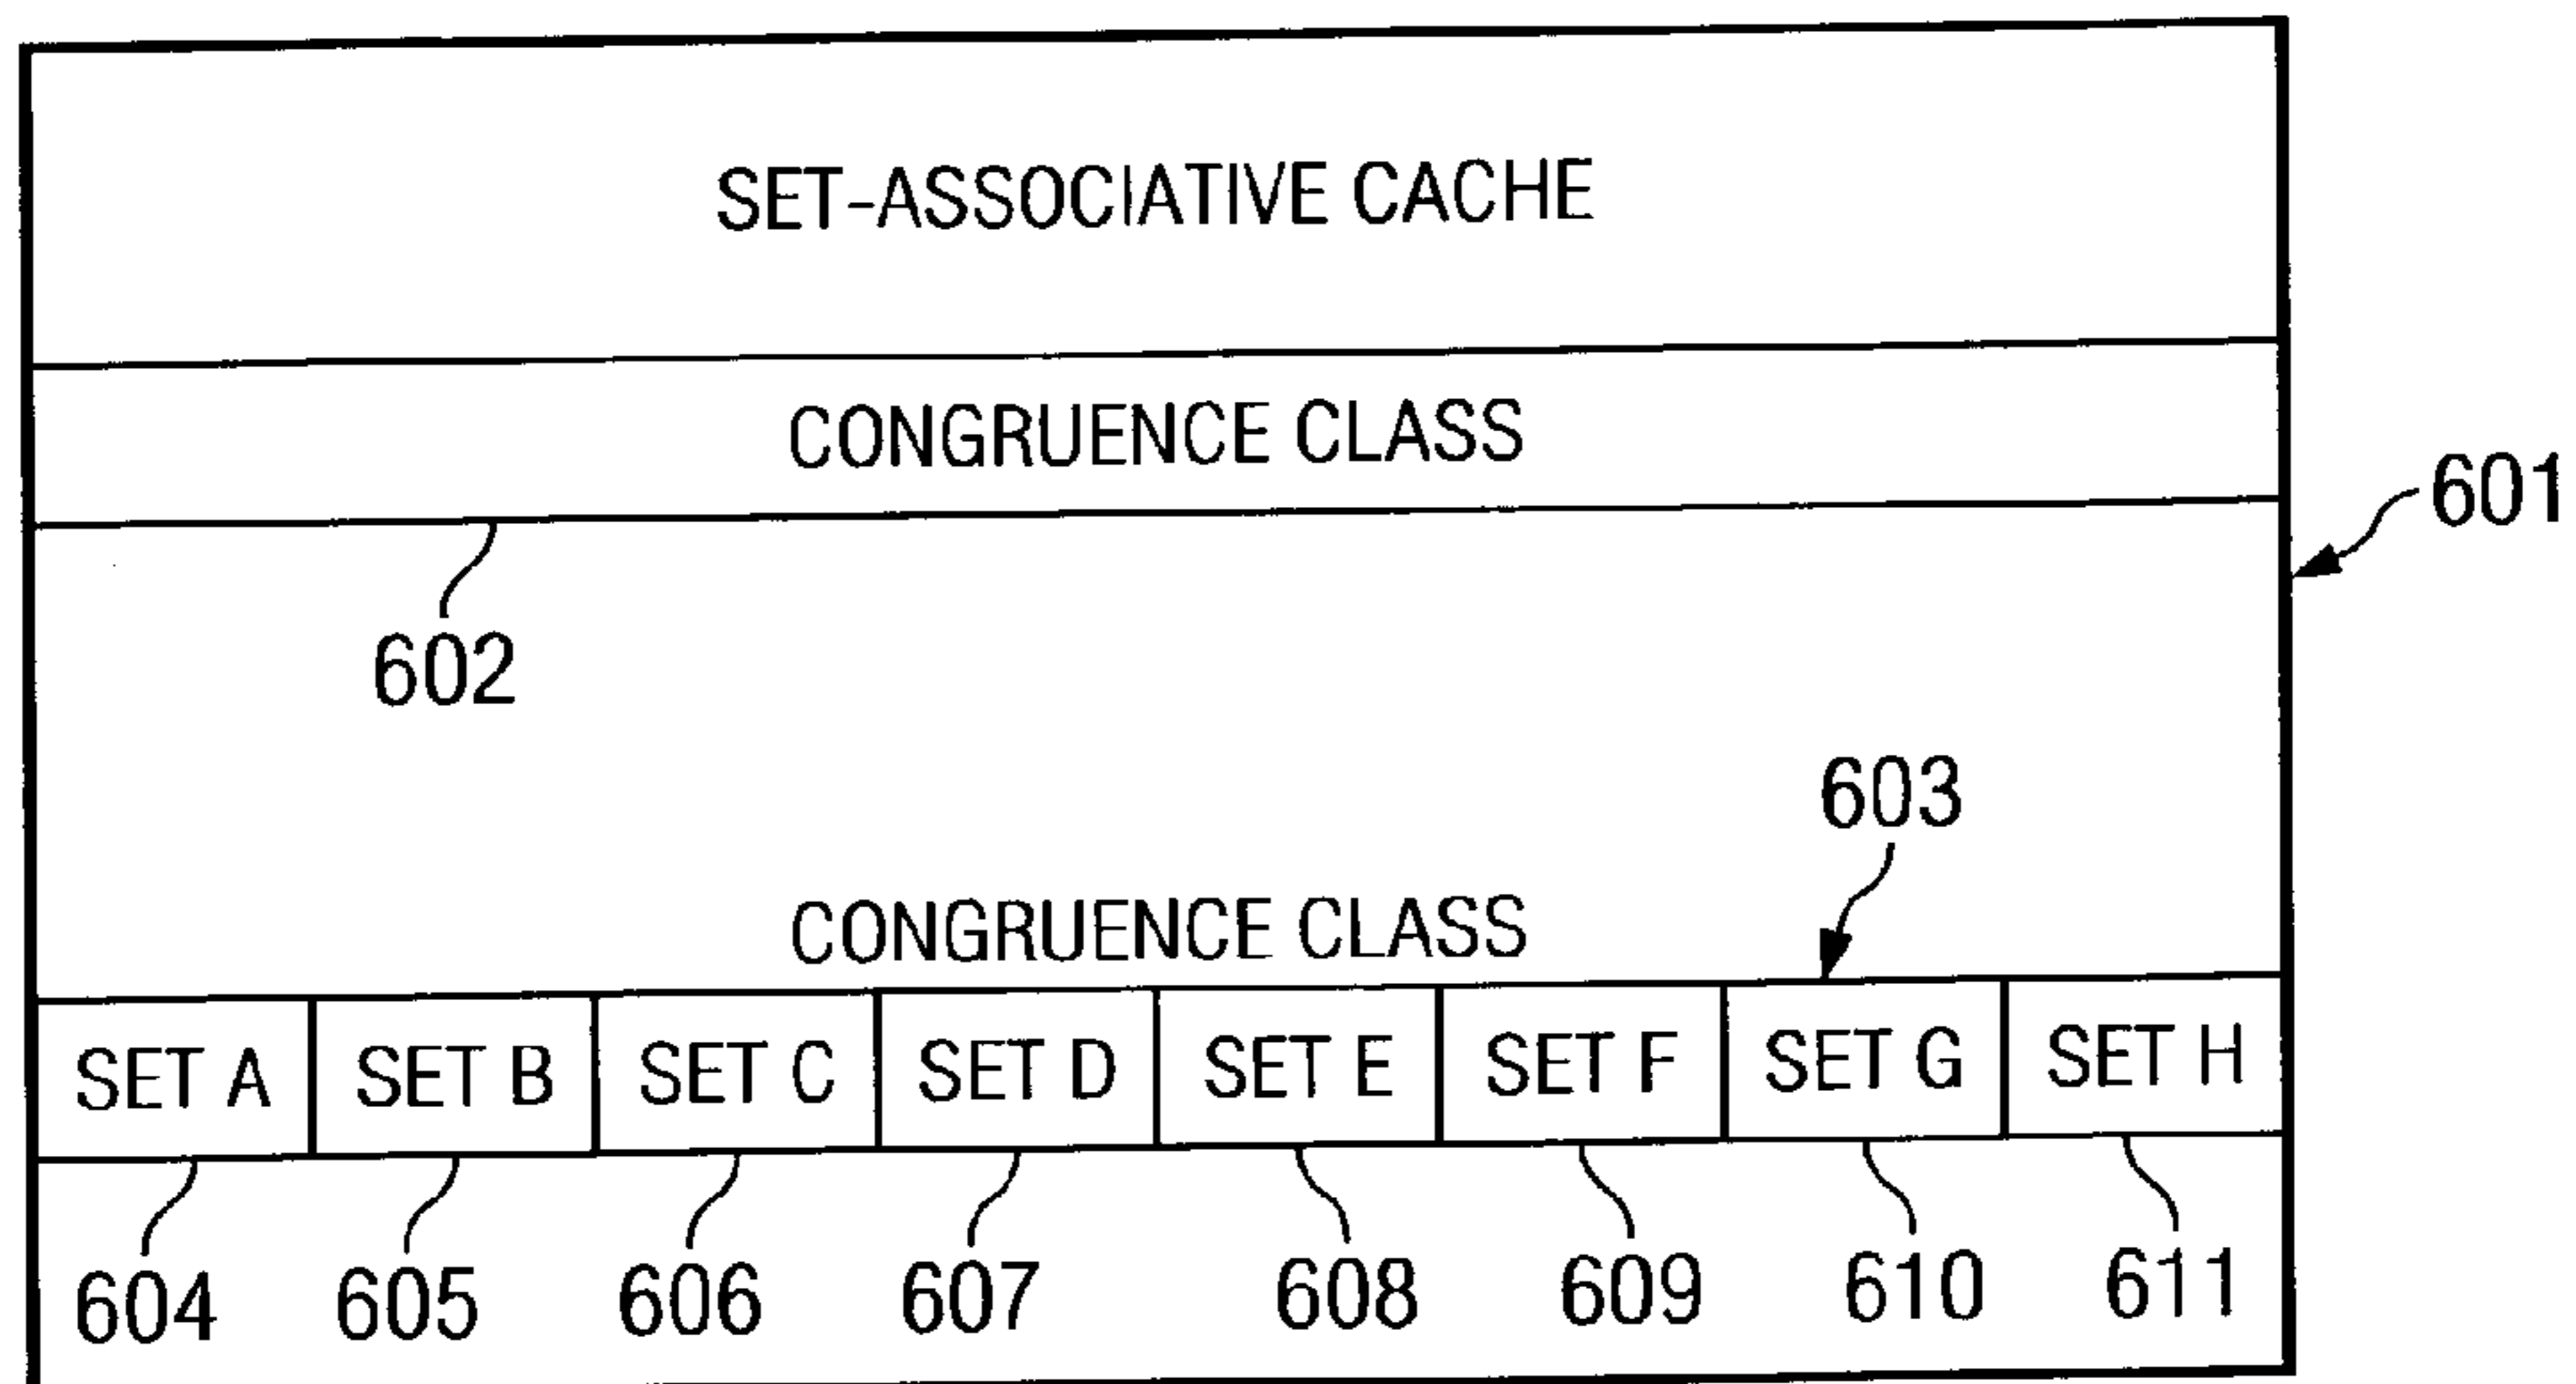 SET-ASSOCIATIVE CACHE
CONGRUENCE CLASS
601
602
603
CONGRUENCE CLASS
SET A SET B SET C SET D SET E SET F SET G SET H
604 605 606 607 608 609 610 611